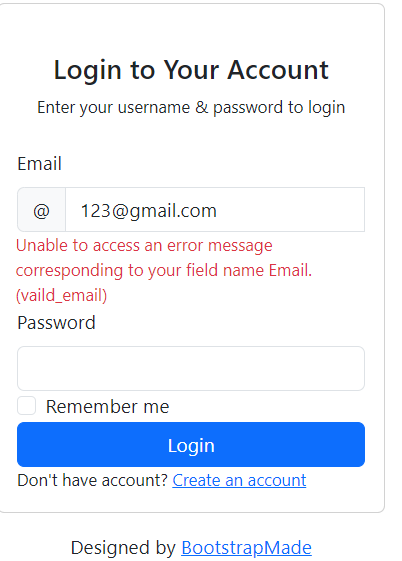 Login to Your Account
Enter your username & password to login
Email
@ 123@gmail.com
Unable to access an error message
corresponding to your field name Email.
(vaild_email)
Password
Remember me
Login
Don't have account? Create an account
Designed by BootstrapMade